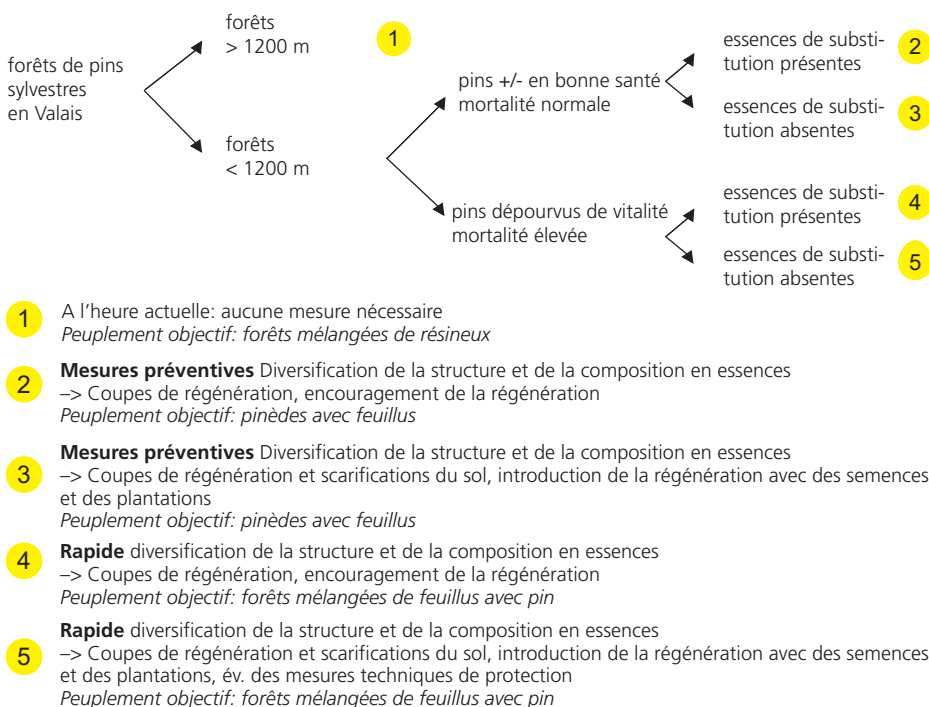 forêts
> 1200 m
1
forêts de pins
sylvestres
en Valais
forêts
< 1200 m
pins +/- en bonne santé
mortalité normale
essences de substi-
tution présentes
2
essences de substi-
tution absentes
3
pins dépourvus de vitalité
mortalité élevée
essences de substi-
tution présentes
4
essences de substi-
tution absentes
5
1 A l'heure actuelle: aucune mesure nécessaire
Peuplement objectif: forêts mélangées de résineux
2 Mesures préventives Diversification de la structure et de la composition en essences
–> Coupes de régénération, encouragement de la régénération
Peuplement objectif: pinèdes avec feuillus
3 Mesures préventives Diversification de la structure et de la composition en essences
–> Coupes de régénération et scarifications du sol, introduction de la régénération avec des semences
et des plantations
Peuplement objectif: pinèdes avec feuillus
4 Rapide diversification de la structure et de la composition en essences
–> Coupes de régénération, encouragement de la régénération
Peuplement objectif: forêts mélangées de feuillus avec pin
5 Rapide diversification de la structure et de la composition en essences
–> Coupes de régénération et scarifications du sol, introduction de la régénération avec des semences
et des plantations, év. des mesures techniques de protection
Peuplement objectif: forêts mélangées de feuillus avec pin